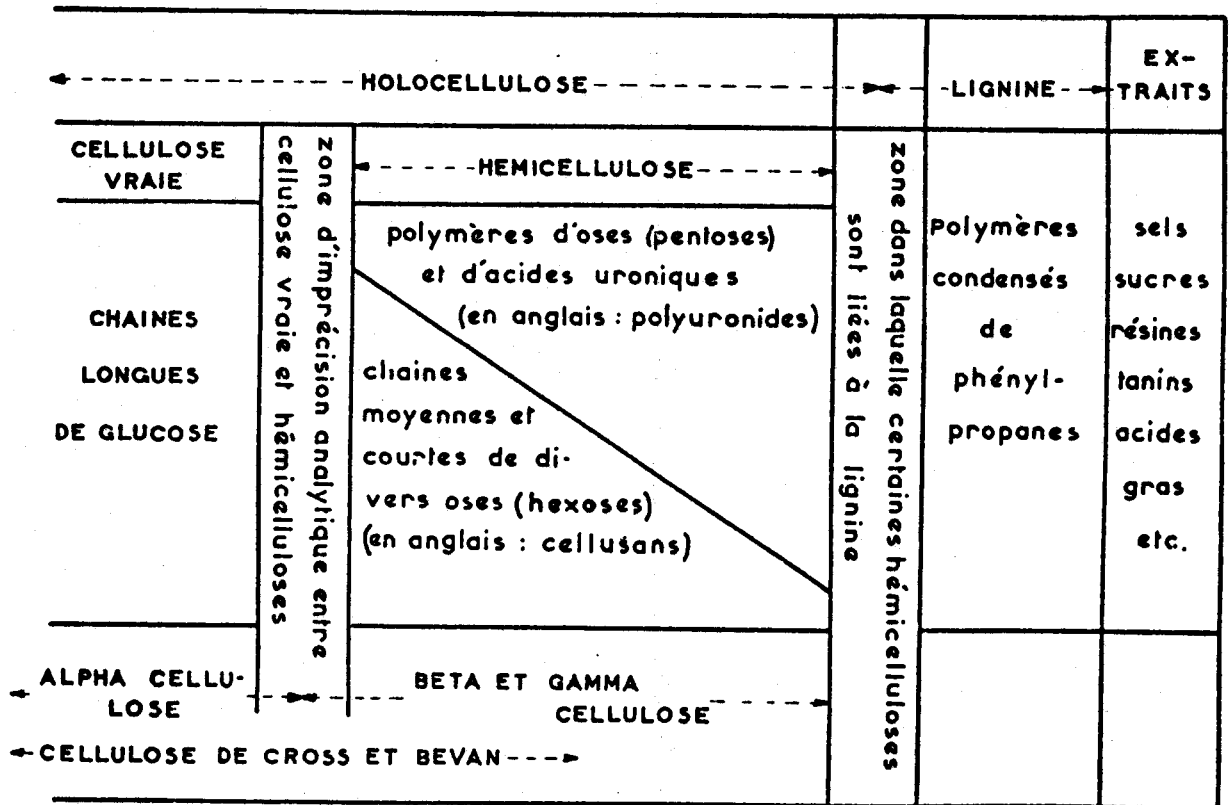 HOLOCELLULOSE
LIGNINE
EX-
TRAITS
CELLULOSE
VRAIE
zone d'imprécision analytique entre
cellulose vraie et hémicelluloses
HEMICELLULOSE
zone dans laquelle certaines hémicelluloses
sont liées à la lignine
CHAINES
LONGUES
DE GLUCOSE
polymères d'oses (pentoses)
et d'acides uroniques
(en anglais : polyuronides)
chaines
moyennes et
courtes de di-
vers oses (hexoses)
(en anglais : cellusans)
Polymères
condensés
de
phényl-
propanes
sels
sucres
résines
tanins
acides
gras
etc.
ALPHA CELLU-
LOSE
BETA ET GAMMA
CELLULOSE
CELLULOSE DE CROSS ET BEVAN